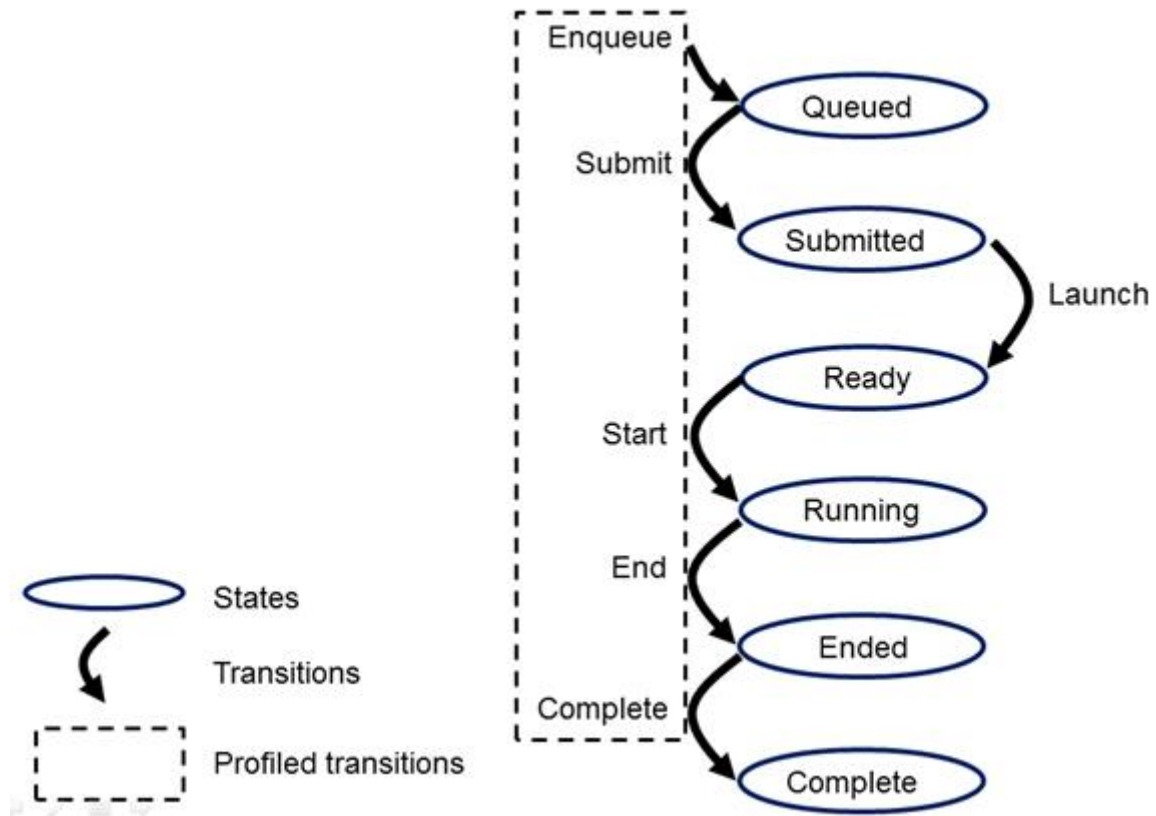 Enqueue
Queued
Submit
Submitted
Launch
Ready
Start
Running
End
Ended
Complete
Complete
States
Transitions
Profiled transitions